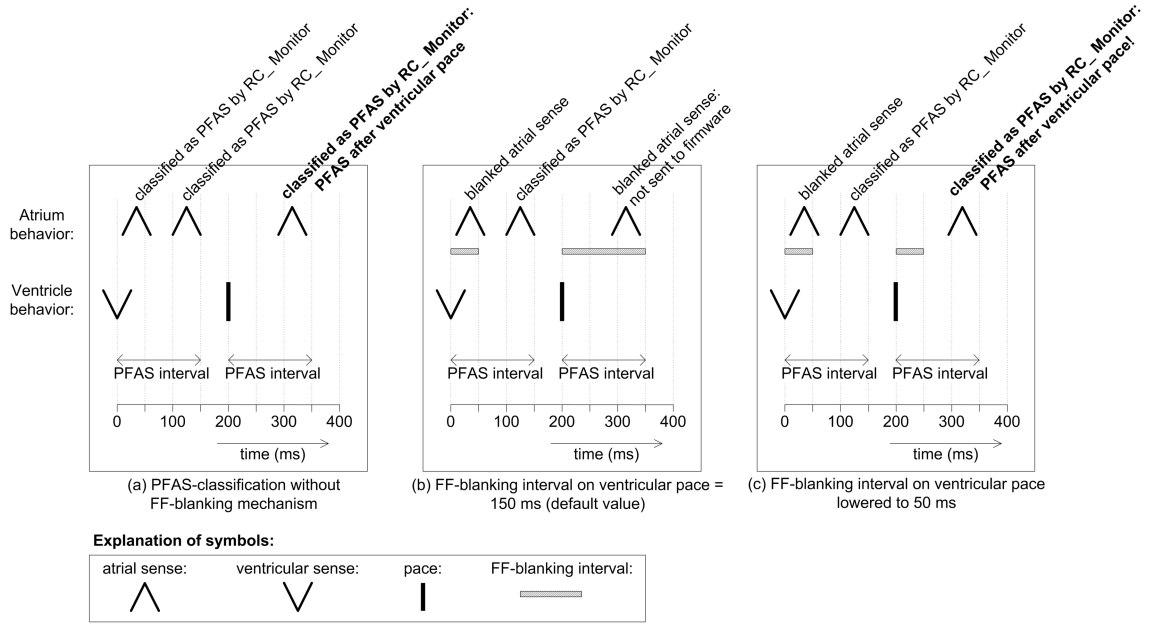 classified as PFAS by RC_Monitor
classified as PFAS by RC_Monitor
classified as PFAS by RC_Monitor:
PFAS after ventricular pace
blanked atrial sense
classified as PFAS by RC_Monitor
blanked atrial sense:
not sent to firmware
blanked atrial sense
classified as PFAS by RC_Monitor
classified as PFAS by RC_Monitor:
PFAS after ventricular pace!
Atrium
behavior:
Ventricle
behavior:
PFAS interval
PFAS interval
0
100
200
300
400
time (ms)
PFAS interval
PFAS interval
0
100
200
300
400
time (ms)
PFAS interval
PFAS interval
0
100
200
300
400
time (ms)
(a) PFAS-classification without
FF-blanking mechanism
(b) FF-blanking interval on ventricular pace =
150 ms (default value)
(c) FF-blanking interval on ventricular pace
lowered to 50 ms
Explanation of symbols:
atrial sense:
ventricular sense:
pace:
FF-blanking interval: